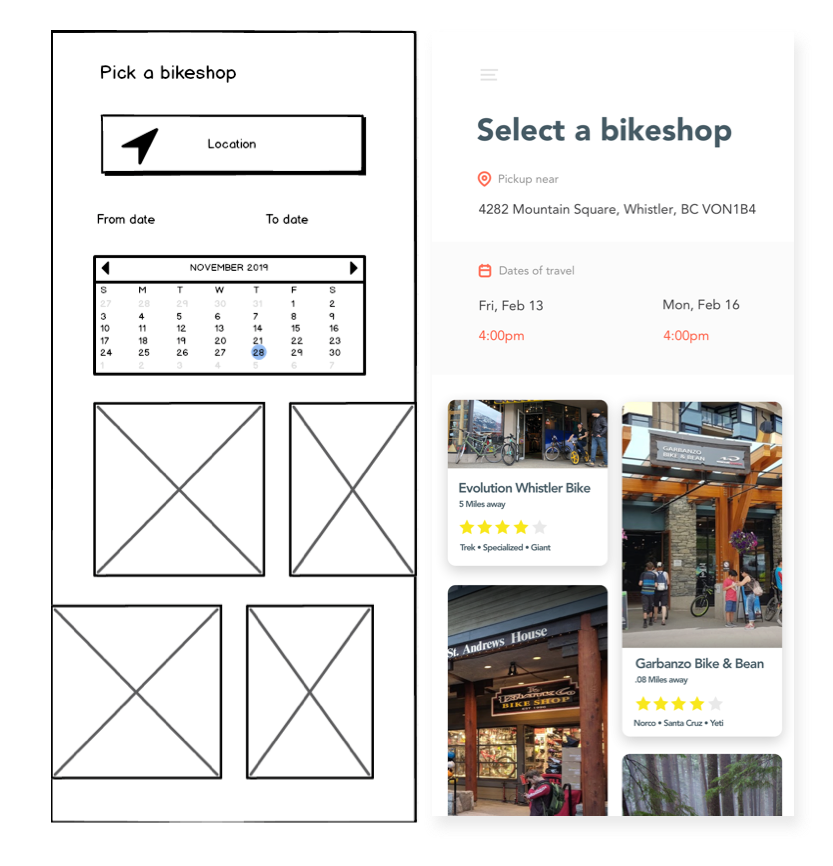 Pick a bikeshop
Location
From date To date
NOVEMBER 2019
S M T W T F S
27 28 29 30 31 1 2
3 4 5 6 7 8 9
10 11 12 13 14 15 16
17 18 19 20 21 22 23
24 25 26 27 28 29 30
1 2 3 4 5 6 7
Select a bikeshop
Pickup near
4282 Mountain Square, Whistler, BC VON1B4
Dates of travel
Fri, Feb 13 Mon, Feb 16
4:00pm 4:00pm
Evolution Whistler Bike
5 Miles away
Trek • Specialized • Giant
GARBANZO
BIKE & BEAN
Garbanzo Bike & Bean
.08 Miles away
Norco • Santa Cruz • Yeti
St. Andrews House
BIKE SHOP